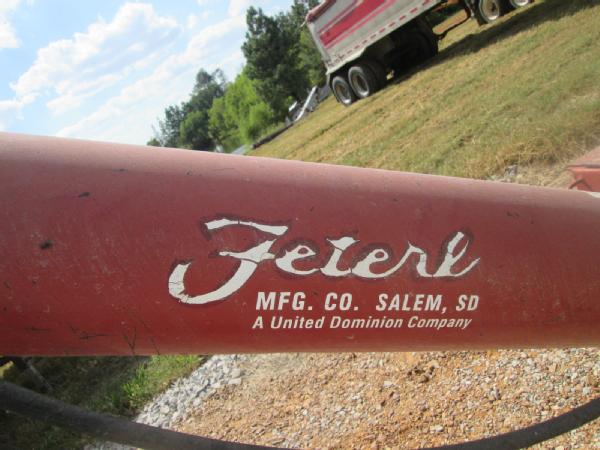 Feterl
MFG. CO. SALEM, SD
A United Dominion Company